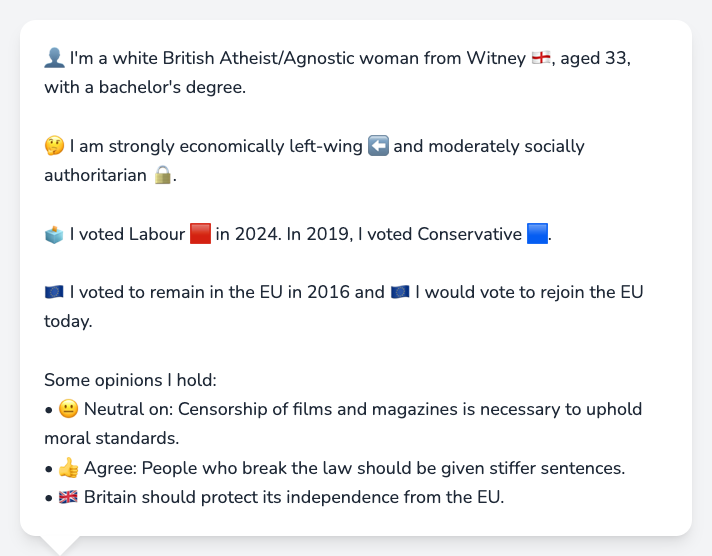 👤 I'm a white British Atheist/Agnostic woman from Witney 🏴󠁧󠁢󠁥󠁮󠁧󠁿, aged 33,
with a bachelor's degree.
🤔 I am strongly economically left-wing ⬅️ and moderately socially
authoritarian 🔒.
🗳️ I voted Labour 🟥 in 2024. In 2019, I voted Conservative 🟦.
🇪🇺 I voted to remain in the EU in 2016 and 🇪🇺 I would vote to rejoin the EU
today.
Some opinions I hold:
• 😐 Neutral on: Censorship of films and magazines is necessary to uphold
moral standards.
• 👍 Agree: People who break the law should be given stiffer sentences.
• 🇬🇧 Britain should protect its independence from the EU.